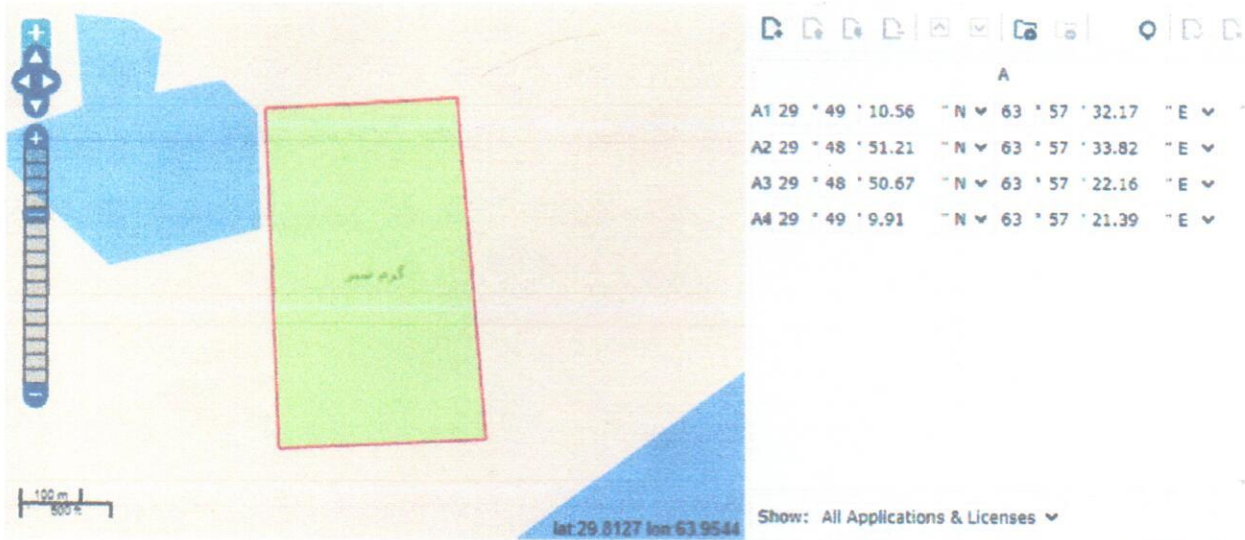 A
A1 29 ° 49 ' 10.56 " N 63 ° 57 ' 32.17 " E
A2 29 ° 48 ' 51.21 " N 63 ° 57 ' 33.82 " E
A3 29 ° 48 ' 50.67 " N 63 ° 57 ' 22.16 " E
A4 29 ° 49 ' 9.91 " N 63 ° 57 ' 21.39 " E
100 m
500 ft
lat:29.8127 lon:63.9544
Show: All Applications & Licenses